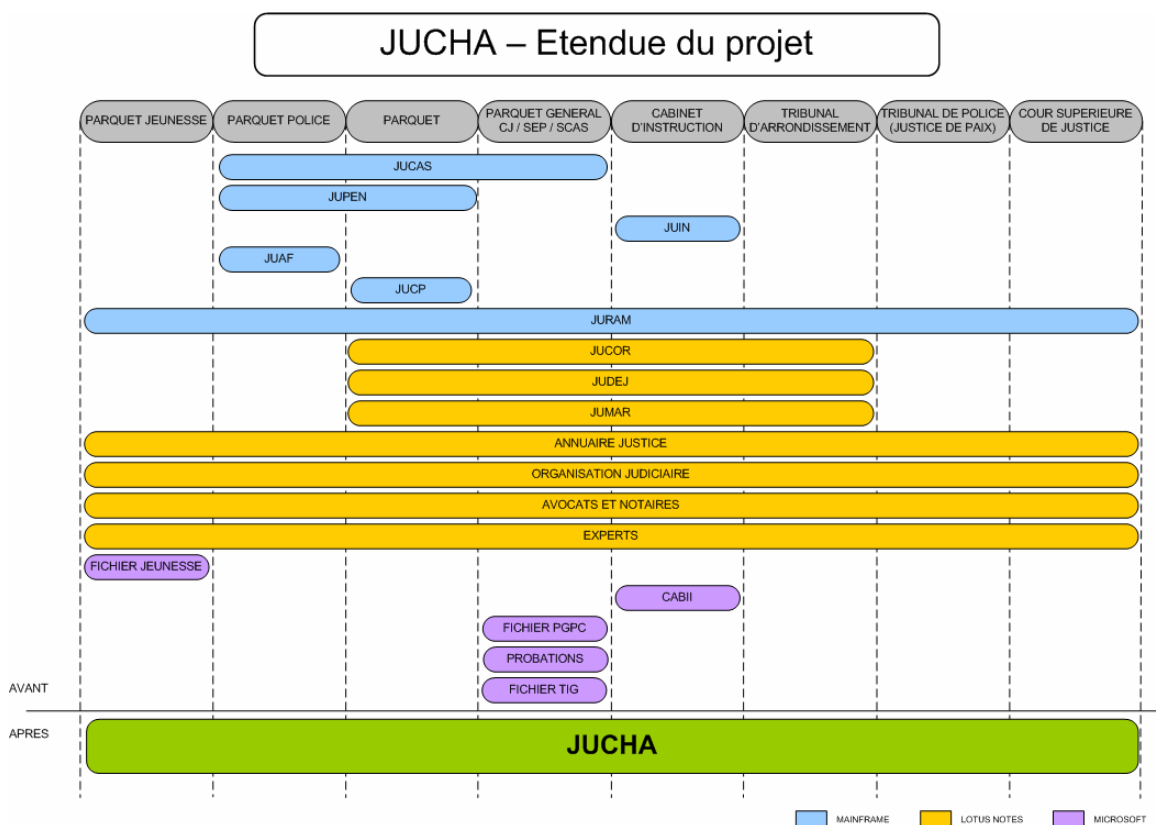 JUCHA – Etendue du projet
PARQUET JEUNESSE
PARQUET POLICE
PARQUET
PARQUET GENERAL
CJ / SEP / SCAS
CABINET
D'INSTRUCTION
TRIBUNAL
D'ARRONDISSEMENT
TRIBUNAL DE POLICE
(JUSTICE DE PAIX)
COUR SUPERIEURE
DE JUSTICE
JUCAS
JUPEN
JUIN
JUAF
JUCP
JURAM
JUCOR
JUDEJ
JUMAR
ANNUAIRE JUSTICE
ORGANISATION JUDICIAIRE
AVOCATS ET NOTAIRES
EXPERTS
FICHIER JEUNESSE
CABII
FICHIER PGPC
PROBATIONS
FICHIER TIG
AVANT
APRES
JUCHA
MAINFRAME
LOTUS NOTES
MICROSOFT